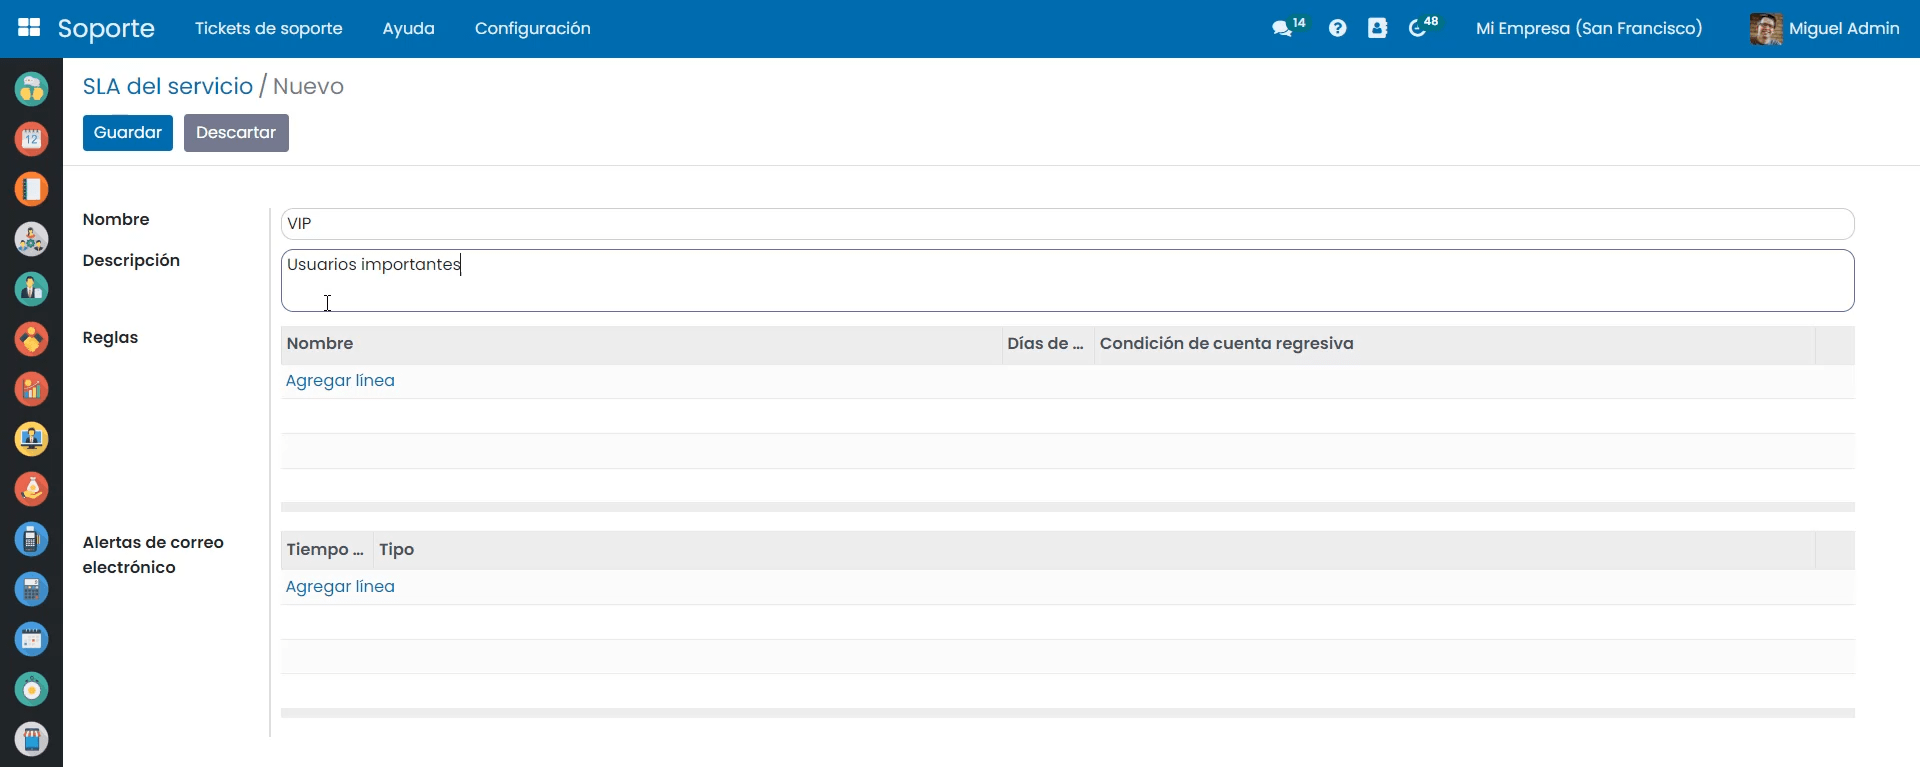 Soporte
Tickets de soporte
Ayuda
Configuración
14
48
Mi Empresa (San Francisco)
Miguel Admin
SLA del servicio / Nuevo
Guardar
Descartar
Nombre
VIP
Descripción
Usuarios importantes
Reglas
Nombre
Días de ...
Condición de cuenta regresiva
Agregar línea
Alertas de correo
electrónico
Tiempo ...
Tipo
Agregar línea